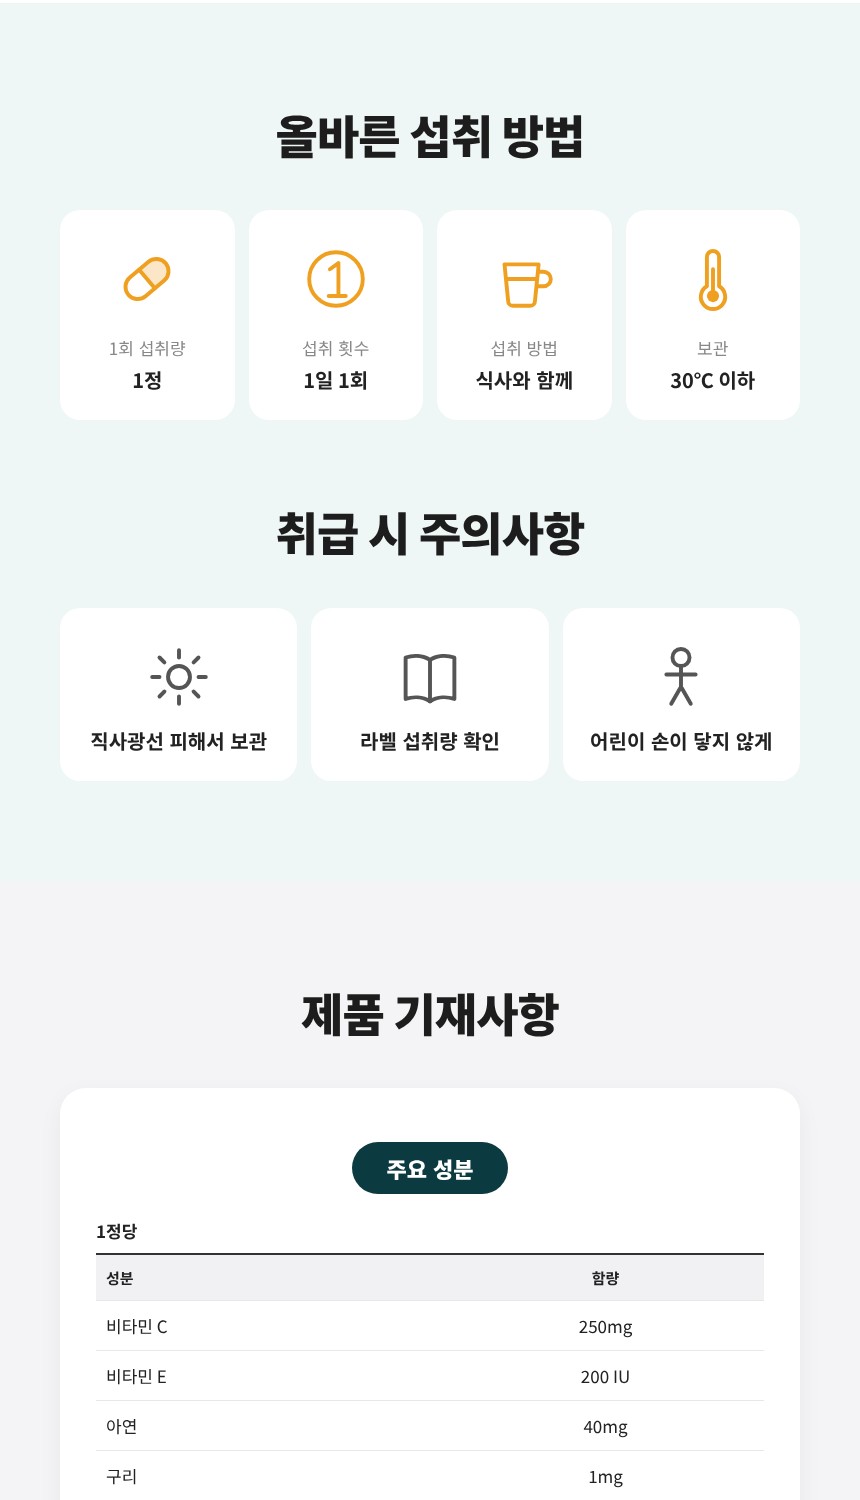 올바른 섭취 방법
1
1회 섭취량
1정
섭취 횟수
1일 1회
섭취 방법
식사와 함께
보관
30℃ 이하
취급 시 주의사항
직사광선 피해서 보관
라벨 섭취량 확인
어린이 손이 닿지 않게
제품 기재사항
주요 성분
1정당
성분 함량
비타민 C 250mg
비타민 E 200 IU
아연 40mg
구리 1mg